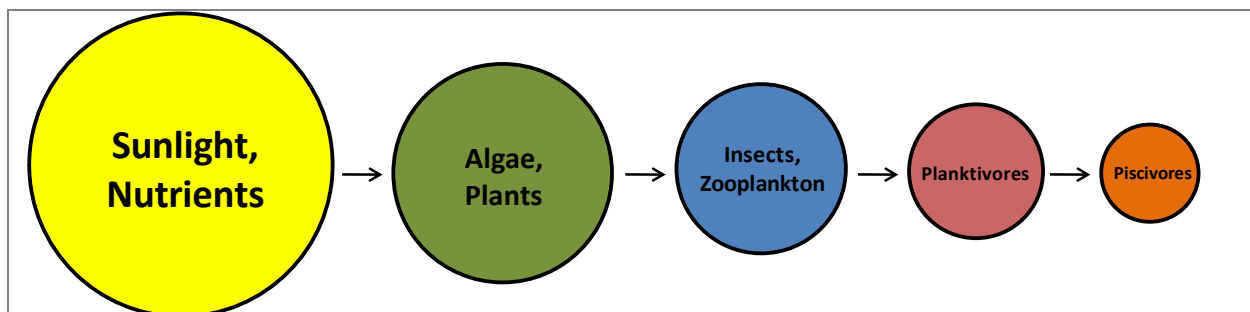 Sunlight,
Nutrients
Algae,
Plants
Insects,
Zooplankton
Planktivores
Piscivores